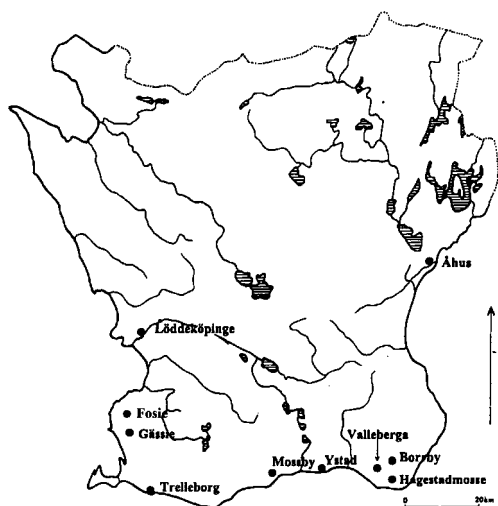 Åhus
Löddeköpinge
Fosie
Gässie
Valleberga
Mossby
Ystad
Borrby
Hagestadmosse
Trelleborg
0 20km